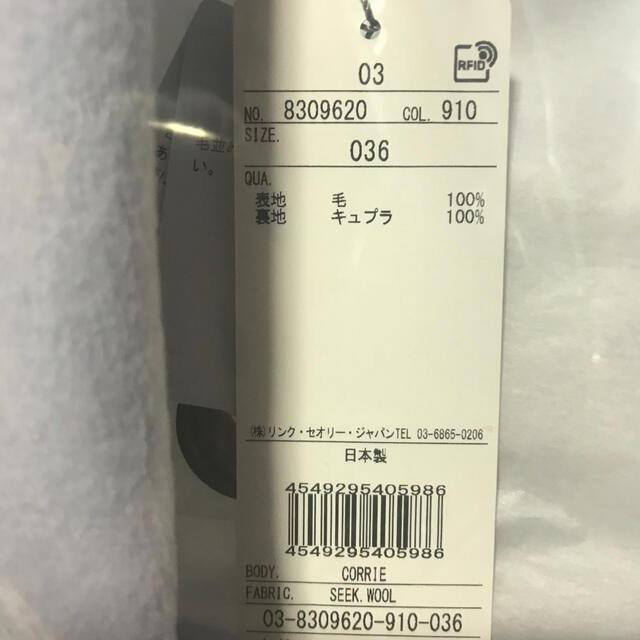 03
RFID
NO. 8309620 COL. 910
SIZE.
036
QUA.
表地 毛 100%
裏地 キュプラ 100%
㈱リンク・セオリー・ジャパンTEL 03-6865-0206
日本製
4549295405986
4549295405986
BODY. CORRIE
FABRIC. SEEK.WOOL
03-8309620-910-036
い。